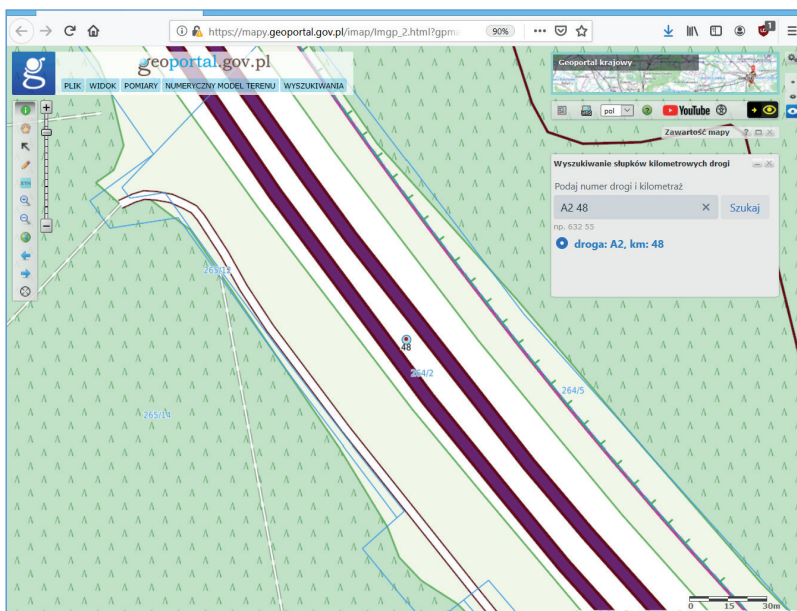 90%
https://mapy.geoportal.gov.pl/imap/Imgp_2.html?gpm
1
geoportal.gov.pl
PLIK WIDOK POMIARY NUMERYCZNY MODEL TERENU WYSZUKIWANIA
Geoportal krajowy
pol ? YouTube
Zawartość mapy ?
Wyszukiwanie słupków kilometrowych drogi
Podaj numer drogi i kilometraż
A2 48 Szukaj
np. 632 55
droga: A2, km: 48
265/12
48
264/2
264/5
265/14
0 15 30m